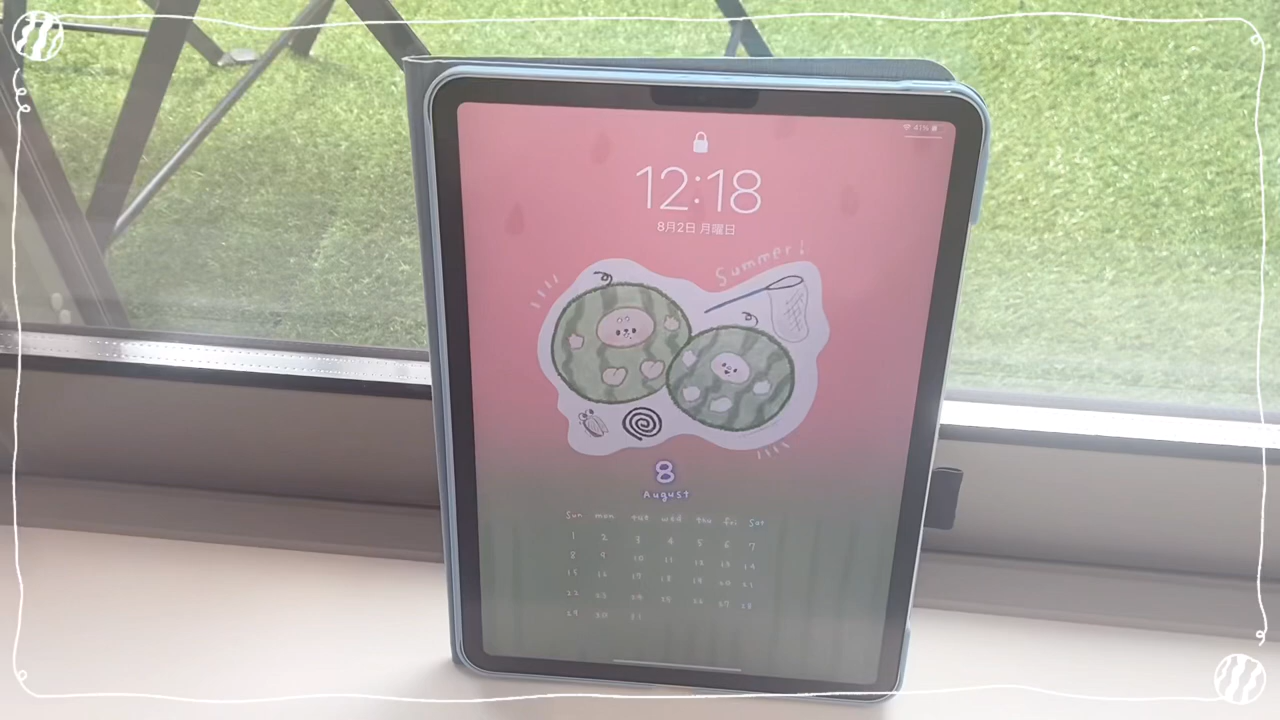 41%
12:18
8月2日 月曜日
Summer!
8
August
Sun mon tue wed thu fri Sat
1 2 3 4 5 6 7
8 9 10 11 12 13 14
15 16 17 18 19 20 21
22 23 24 25 26 27 28
29 30 31